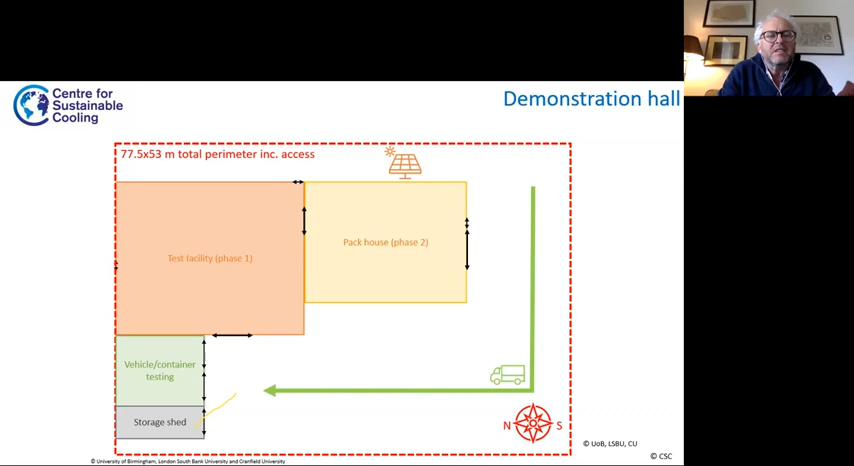 Centre for
Sustainable
Cooling
Demonstration hall
77.5x53 m total perimeter inc. access
Test facility (phase 1)
Pack house (phase 2)
Vehicle/container
testing
Storage shed
N
S
© UoB, LSBU, CU
© CSC
© University of Birmingham, London South Bank University and Cranfield University